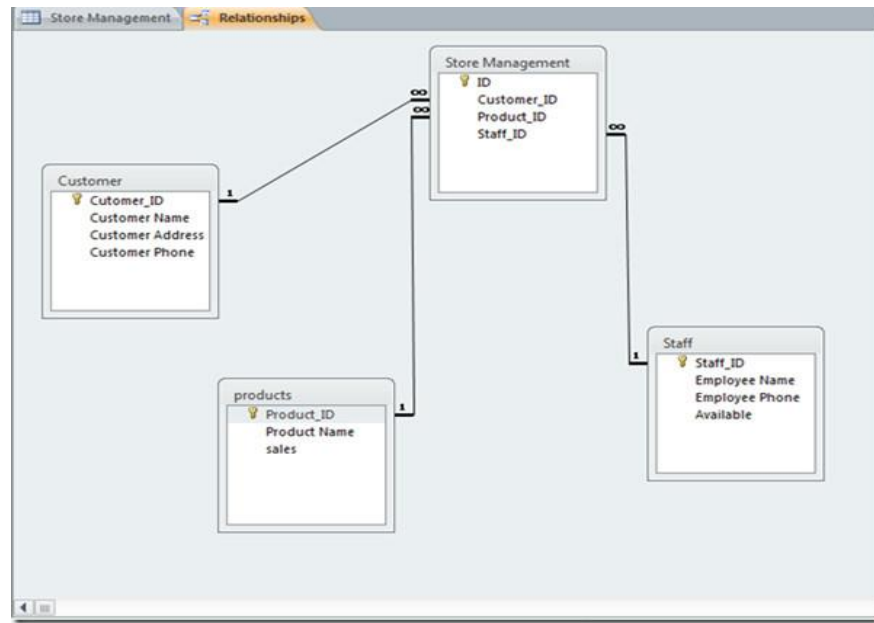 Store Management
Relationships
Store Management
ID
Customer_ID
Product_ID
Staff_ID
∞
∞
∞
Customer
Cutomer_ID
Customer Name
Customer Address
Customer Phone
1
products
Product_ID
Product Name
sales
1
Staff
Staff_ID
Employee Name
Employee Phone
Available
1